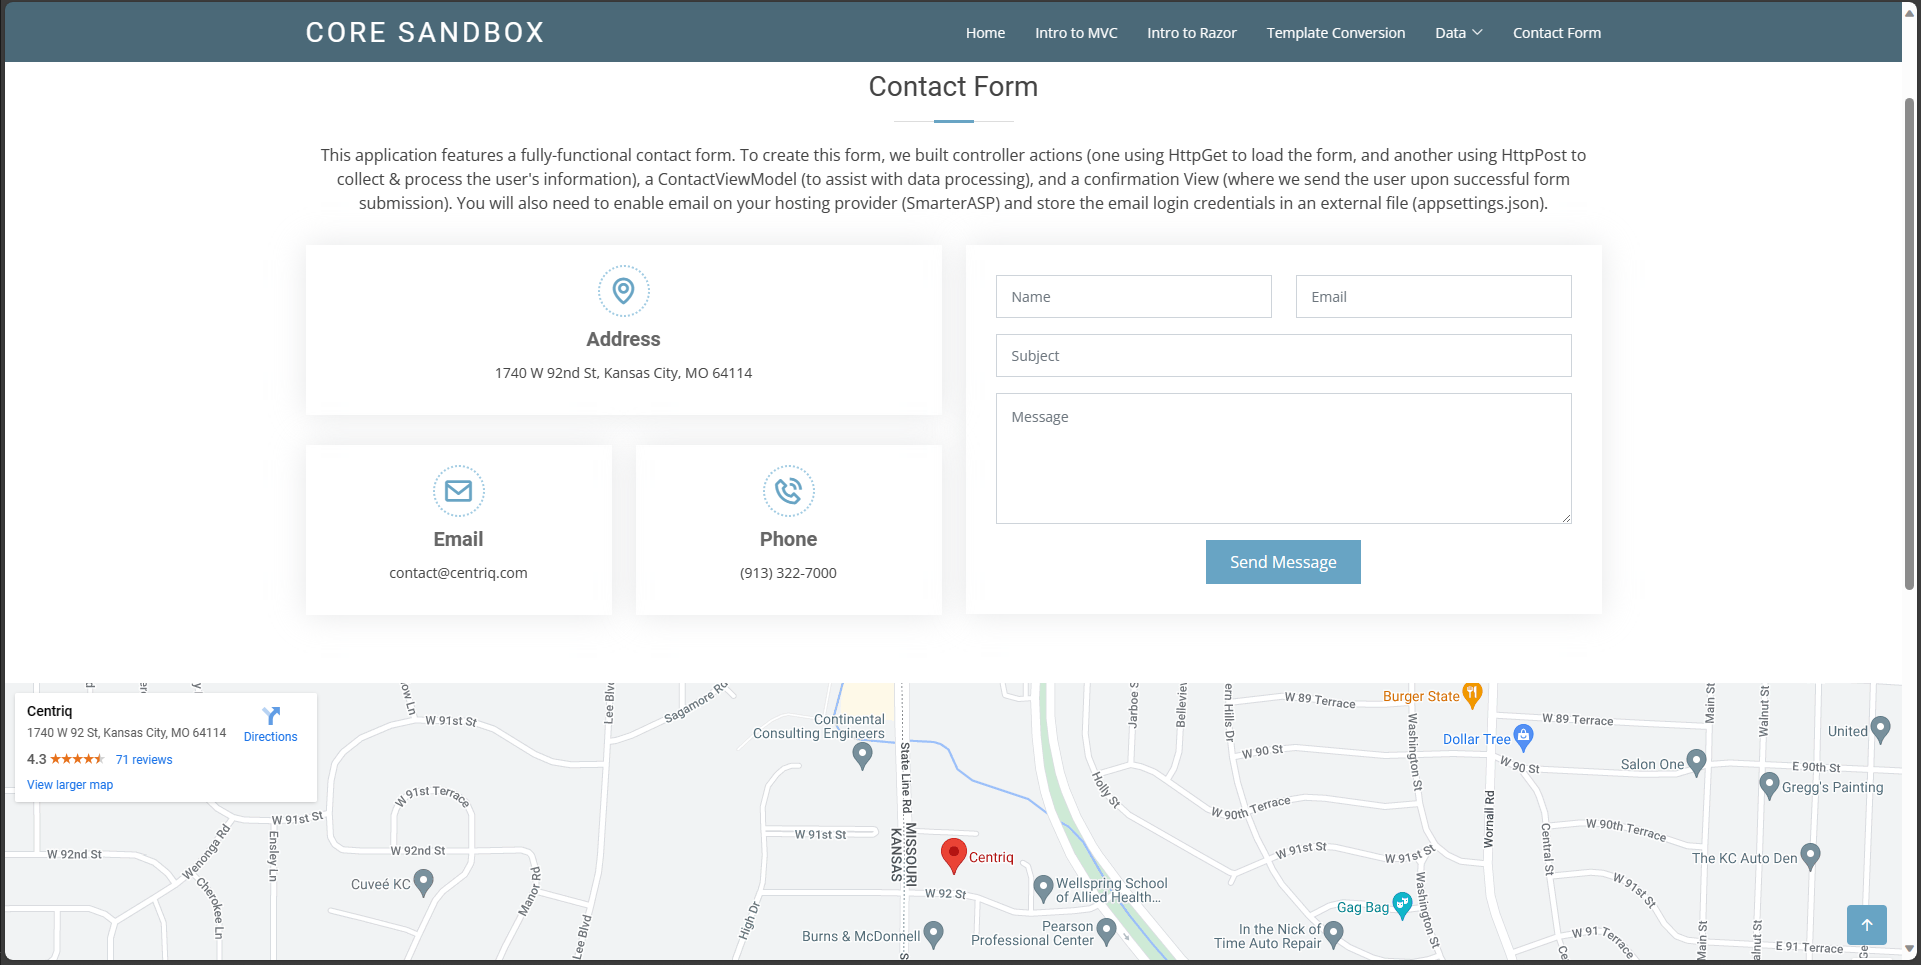 CORE SANDBOX
Home
Intro to MVC
Intro to Razor
Template Conversion
Data
Contact Form
Contact Form
This application features a fully-functional contact form. To create this form, we built controller actions (one using HttpGet to load the form, and another using HttpPost to
collect & process the user's information), a ContactViewModel (to assist with data processing), and a confirmation View (where we send the user upon successful form
submission). You will also need to enable email on your hosting provider (SmarterASP) and store the email login credentials in an external file (appsettings.json).
Address
1740 W 92nd St, Kansas City, MO 64114
Email
contact@centriq.com
Phone
(913) 322-7000
Name
Email
Subject
Message
Send Message
Centriq
1740 W 92 St, Kansas City, MO 64114
Directions
4.3
71 reviews
View larger map
W 91st St
Lee Blvd
Sagamore Rd
Continental
Consulting Engineers
State Line Rd
W 89 Terrace
Burger State
W 89 Terrace
Main St
Walnut St
United
Dollar Tree
W 90 St
W 90 St
Washington St
Salon One
E 90th St
Gregg's Painting
Holly St
W 90th Terrace
Wornall Rd
W 91st Terrace
W 91st St
Ensley Ln
Wenonga Rd
W 92nd St
W 92nd St
W 91st St
KANSAS
MISSOURI
Centriq
W 91st St
W 91st St
Central St
W 90th Terrace
The KC Auto Den
Cuveé KC
Cherokee Ln
Manor Rd
W 92 St
Wellspring School
of Allied Health...
Gag Bag
Washington St
W 91st St
High Dr
Lee Blvd
Burns & McDonnell
Pearson
Professional Center
In the Nick of
Time Auto Repair
W 91 Terrace
Main St
E 91 Terrace